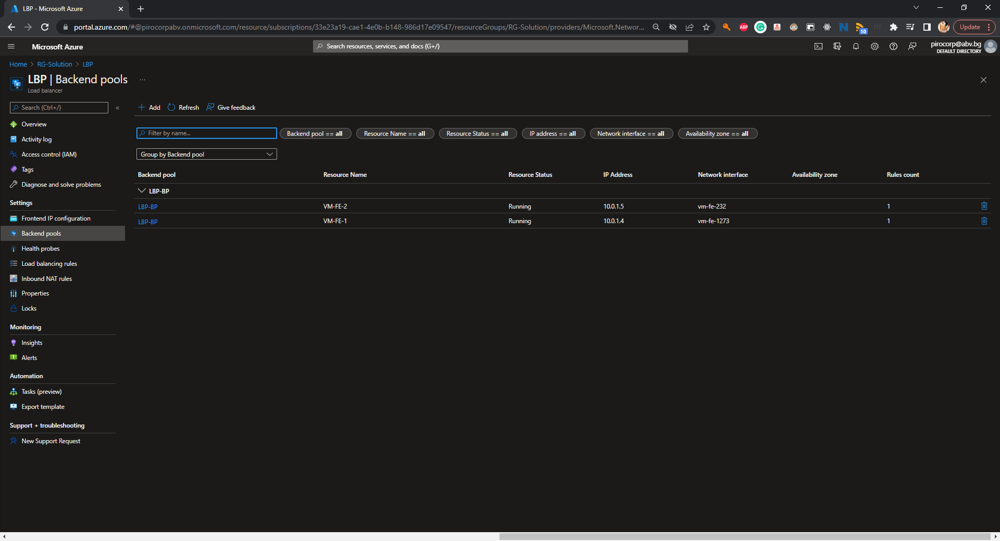 LBP - Microsoft Azure
portal.azure.com/#@pirocorpabv.onmicrosoft.com/resource/subscriptions/33e23a19-cae1-4e0b-b148-986d17e09547/resourceGroups/RG-Solution/providers/Microsoft.Networ...
ABP
10
Update
Microsoft Azure
Search resources, services, and docs (G+/)
pirocorp@abv.bg
DEFAULT DIRECTORY
Home > RG-Solution > LBP
LBP | Backend pools ...
Load balancer
Search (Ctrl+/)
«
Add
Refresh
Give feedback
Overview
Activity log
Access control (IAM)
Tags
Diagnose and solve problems
Settings
Frontend IP configuration
Backend pools
Health probes
Load balancing rules
Inbound NAT rules
Properties
Locks
Monitoring
Insights
Alerts
Automation
Tasks (preview)
Export template
Support + troubleshooting
New Support Request
Filter by name...
Backend pool == all
Resource Name == all
Resource Status == all
IP address == all
Network interface == all
Availability zone == all
Group by Backend pool
Backend pool Resource Name Resource Status IP Address Network interface Availability zone Rules count
LBP-BP
LBP-BP VM-FE-2 Running 10.0.1.5 vm-fe-232 1
LBP-BP VM-FE-1 Running 10.0.1.4 vm-fe-1273 1